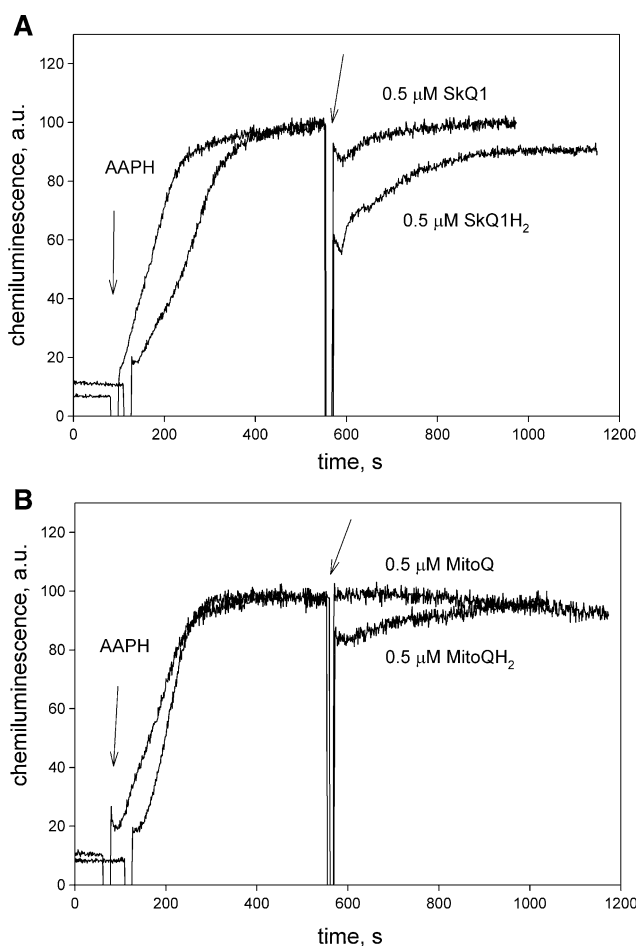 A
chemiluminescence, a.u.
120
100
80
60
40
20
0
AAPH
0.5 μM SkQ1
0.5 μM SkQ1H₂
0 200 400 600 800 1000 1200
time, s
B
chemiluminescence, a.u.
120
100
80
60
40
20
0
AAPH
0.5 μM MitoQ
0.5 μM MitoQH₂
0 200 400 600 800 1000 1200
time, s